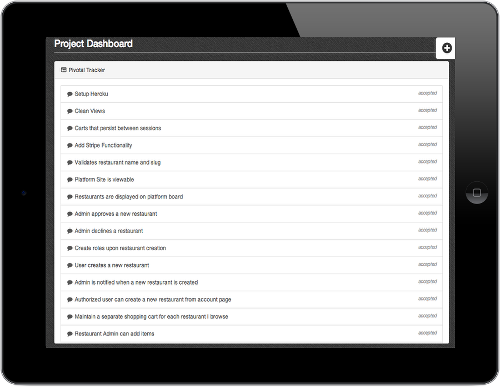 Project Dashboard
Pivotal Tracker
Setup Heroku accepted
Clean Views accepted
Carts that persist between sessions accepted
Add Stripe Functionality accepted
Validates restaurant name and slug accepted
Platform Site is viewable accepted
Restaurants are displayed on platform board accepted
Admin approves a new restaurant accepted
Admin declines a restaurant accepted
Create roles upon restaurant creation accepted
User creates a new restaurant accepted
Admin is notified when a new restaurant is created accepted
Authorized user can create a new restaurant from account page accepted
Maintain a separate shopping cart for each restaurant I browse accepted
Restaurant Admin can add items accepted